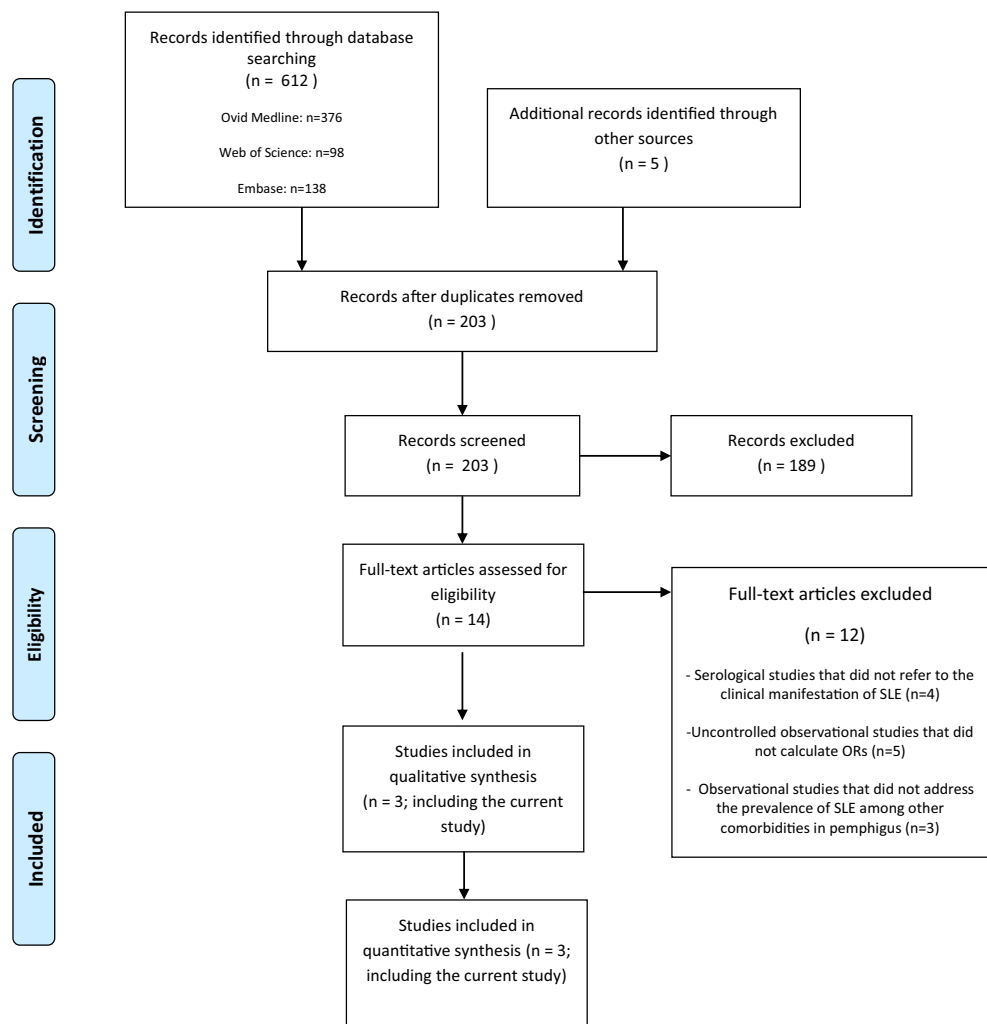 Identification
Records identified through database
searching
(n = 612 )
Ovid Medline: n=376
Web of Science: n=98
Embase: n=138
Additional records identified through
other sources
(n = 5 )
Records after duplicates removed
(n = 203 )
Screening
Records screened
(n = 203 )
Records excluded
(n = 189 )
Eligibility
Full-text articles assessed for
eligibility
(n = 14)
Full-text articles excluded
(n = 12)
- Serological studies that did not refer to the
clinical manifestation of SLE (n=4)
-Uncontrolled observational studies that did
not calculate ORs (n=5)
- Observational studies that did not address
the prevalence of SLE among other
comorbidities in pemphigus (n=3)
Included
Studies included in
qualitative synthesis
(n = 3; including the current
study)
Studies included in
quantitative synthesis (n = 3;
including the current study)